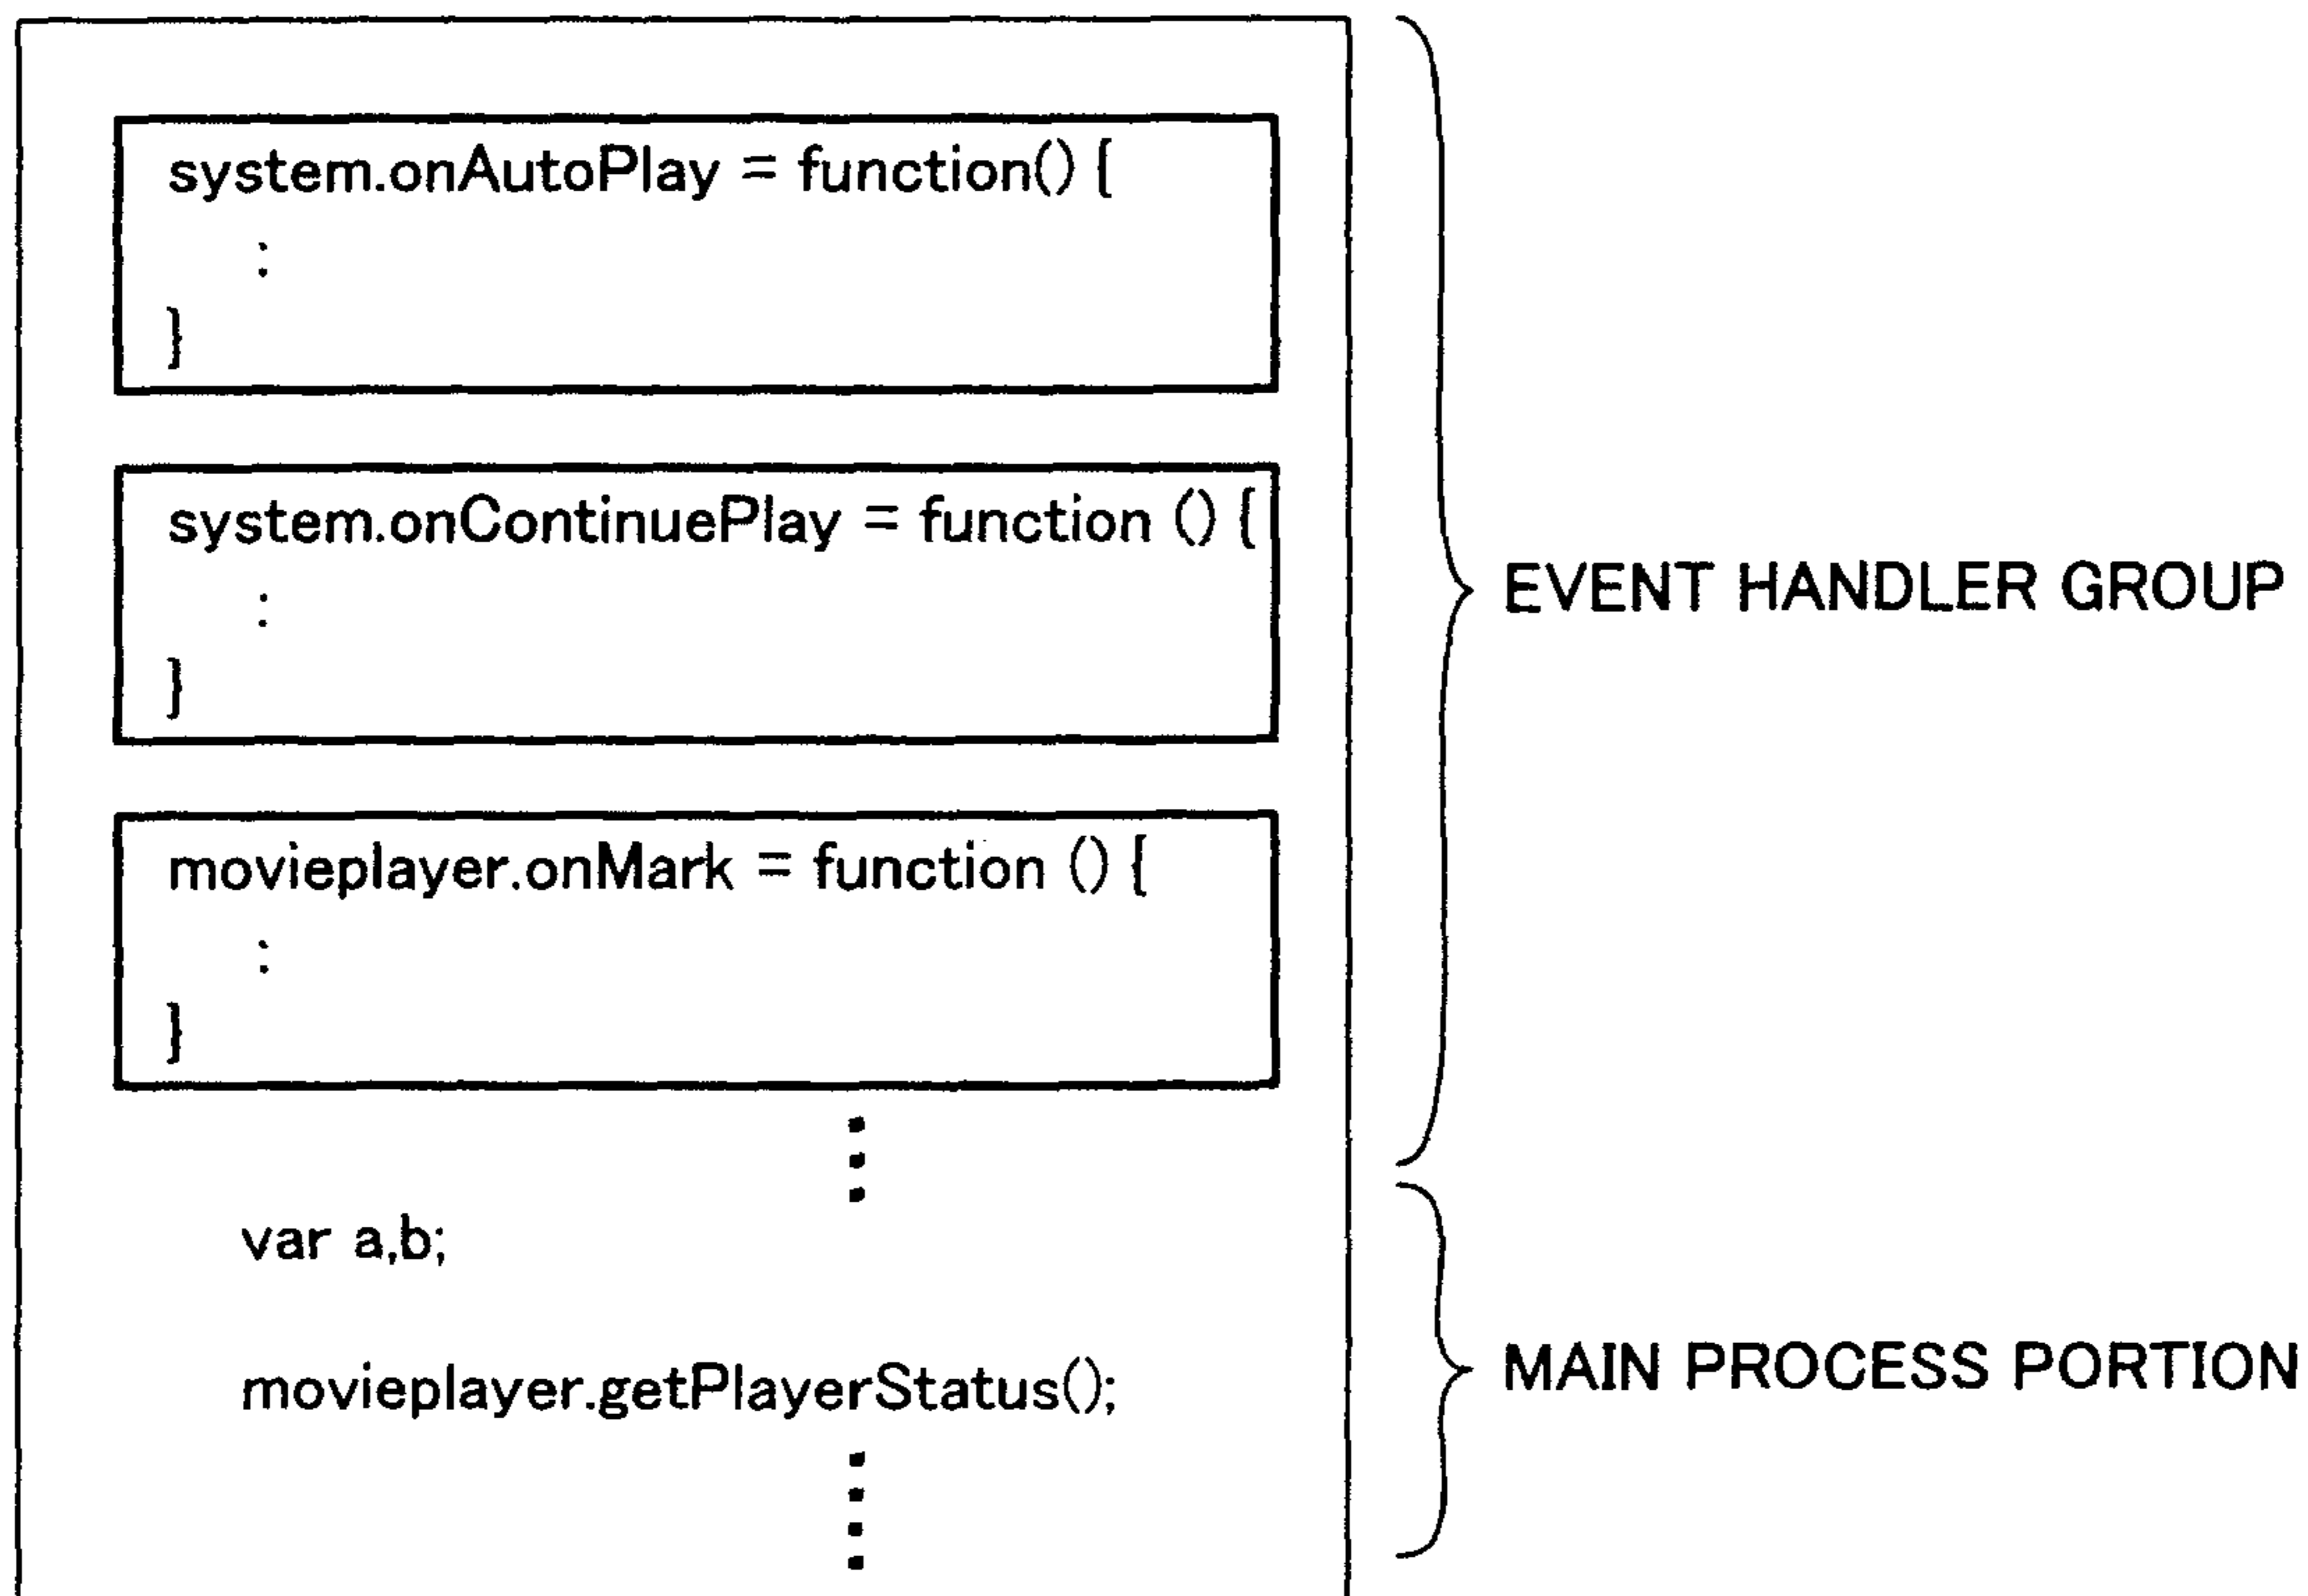 system.onAutoPlay = function() {
:
}
system.onContinuePlay = function () {
:
}
EVENT HANDLER GROUP
movieplayer.onMark = function () {
:
}
var a,b;
movieplayer.getPlayerStatus();
MAIN PROCESS PORTION